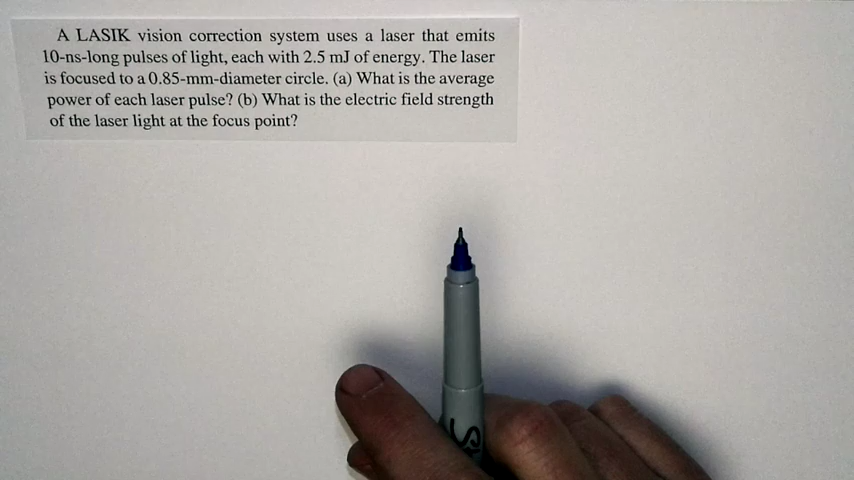 A LASIK vision correction system uses a laser that emits
10-ns-long pulses of light, each with 2.5 mJ of energy. The laser
is focused to a 0.85-mm-diameter circle. (a) What is the average
power of each laser pulse? (b) What is the electric field strength
of the laser light at the focus point?